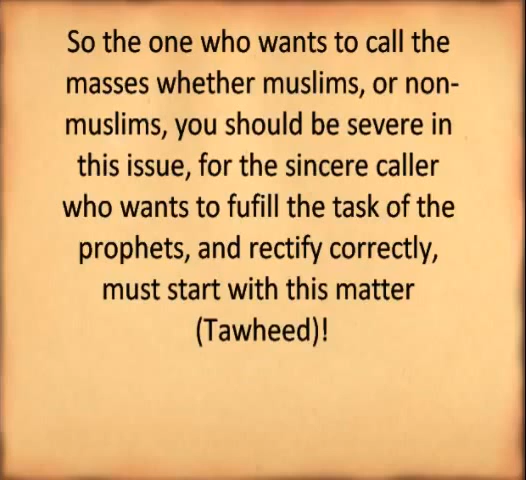 So the one who wants to call the
masses whether muslims, or non-
muslims, you should be severe in
this issue, for the sincere caller
who wants to fufill the task of the
prophets, and rectify correctly,
must start with this matter
(Tawheed)!